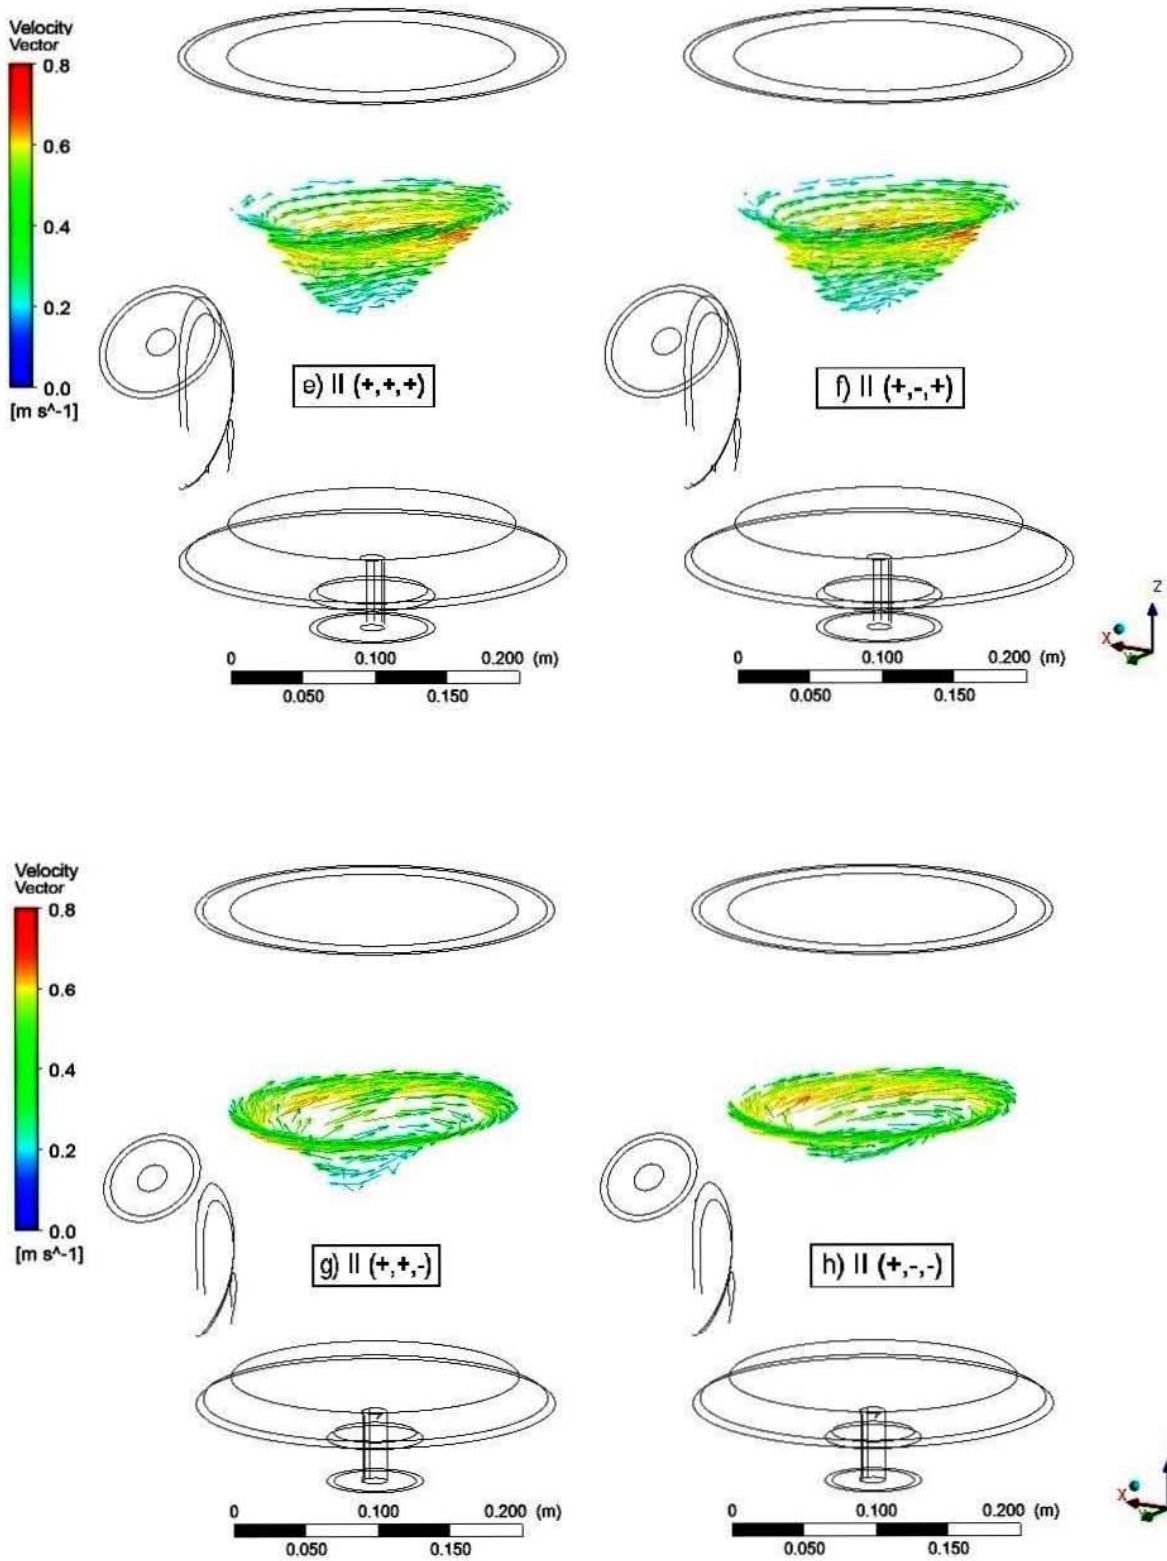 Velocity
Vector
0.8
0.6
0.4
0.2
0.0
[m s^-1]
e) II (+,+,+)
f) II (+,-,+)
0 0.100 0.200 (m)
0.050 0.150
0 0.100 0.200 (m)
0.050 0.150
Z
X
Y
Velocity
Vector
0.8
0.6
0.4
0.2
0.0
[m s^-1]
g) II (+,+,-)
h) II (+,-,-)
0 0.100 0.200 (m)
0.050 0.150
0 0.100 0.200 (m)
0.050 0.150
X
Y